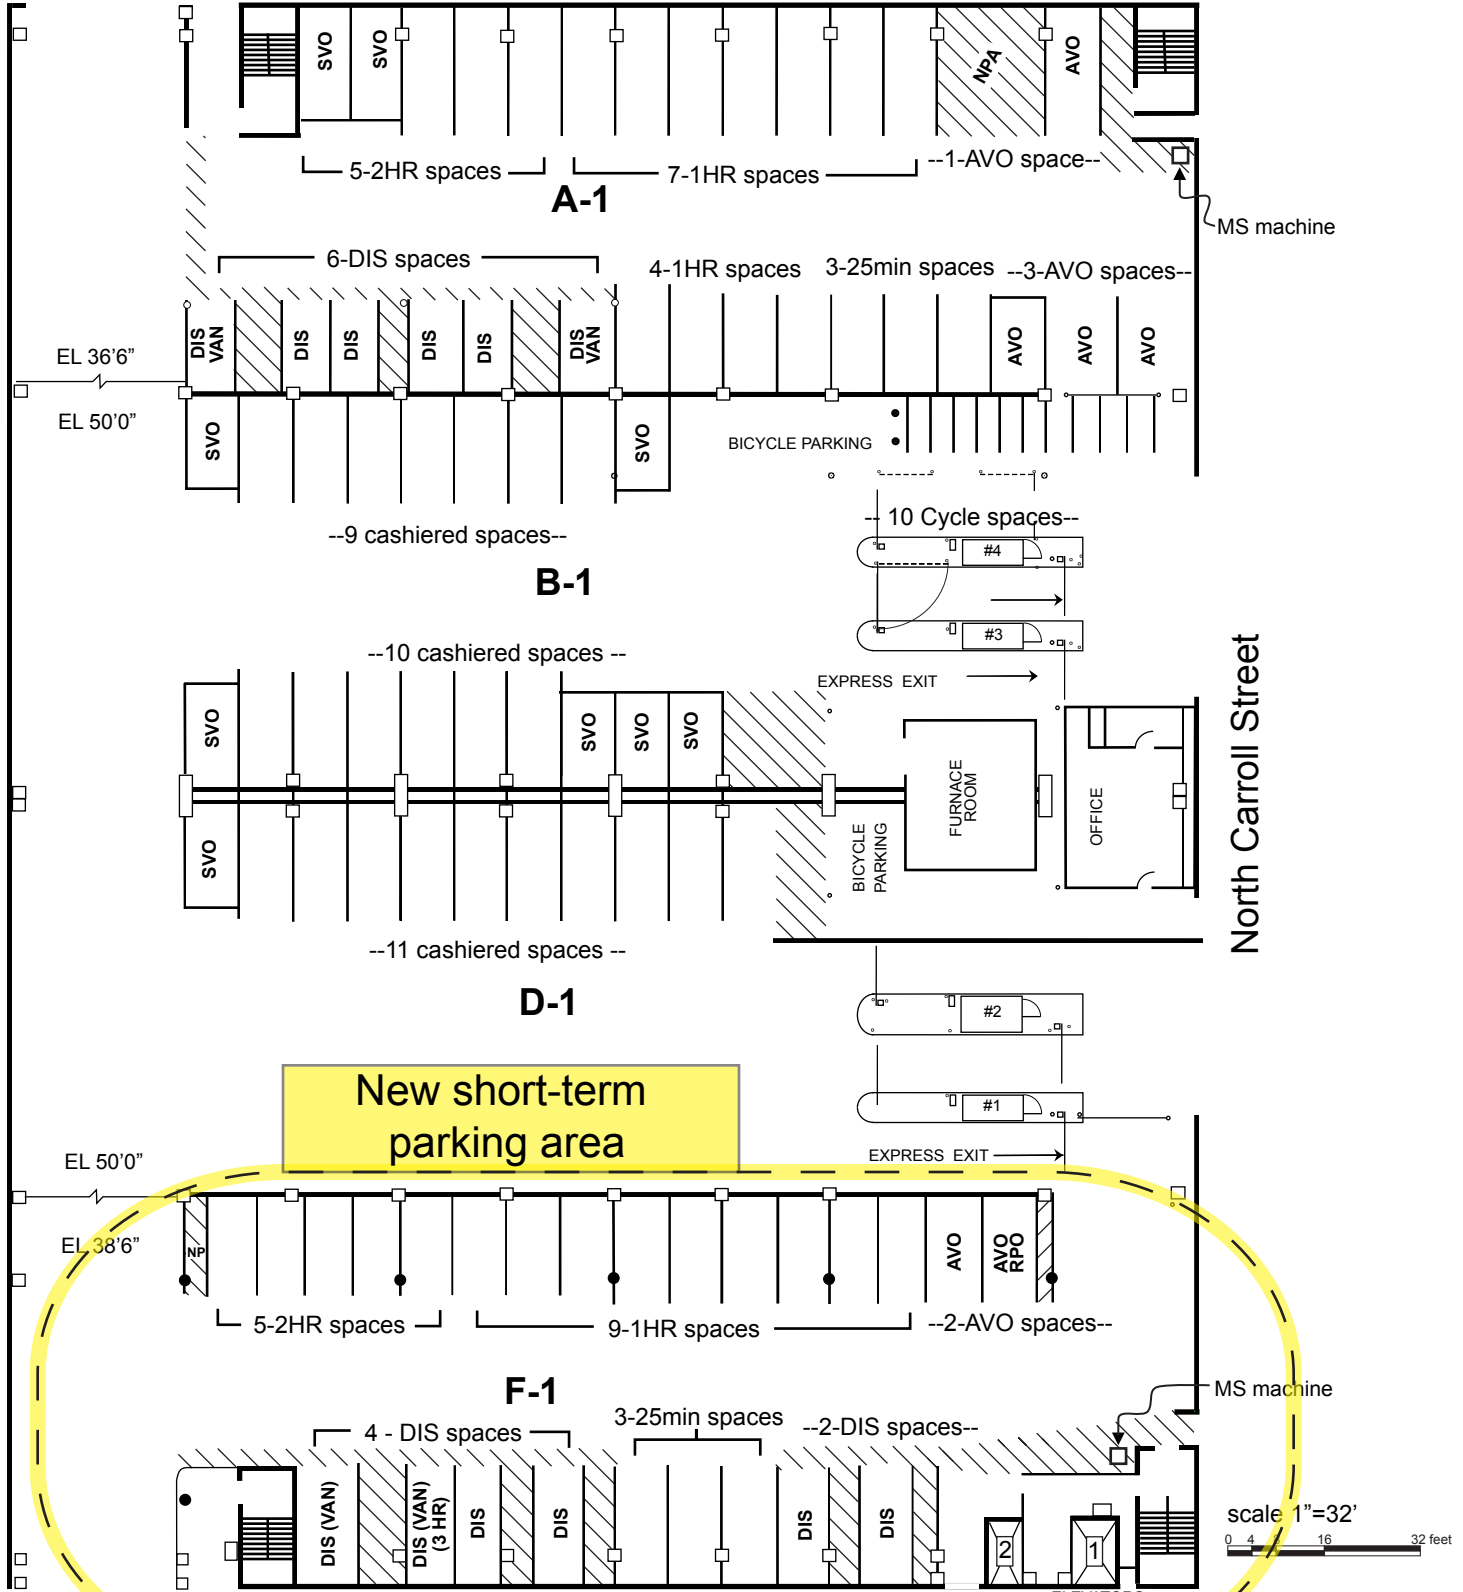 SVO
SVO
NPA
AVO
5-2HR spaces
7-1HR spaces
--1-AVO space--
A-1
MS machine
6-DIS spaces
4-1HR spaces
3-25min spaces
--3-AVO spaces--
DIS
VAN
DIS
DIS
DIS
DIS
DIS
VAN
AVO
AVO
AVO
EL 36'6"
EL 50'0"
SVO
SVO
BICYCLE PARKING
--9 cashiered spaces--
-- 10 Cycle spaces--
#4
B-1
#3
--10 cashiered spaces --
EXPRESS EXIT
SVO
SVO
SVO
SVO
FURNACE
ROOM
OFFICE
North Carroll Street
SVO
BICYCLE
PARKING
--11 cashiered spaces --
D-1
#2
New short-term
parking area
#1
EXPRESS EXIT
EL 50'0"
EL 38'6"
NP
AVO
AVO
RPO
5-2HR spaces
9-1HR spaces
--2-AVO spaces--
F-1
MS machine
4 - DIS spaces
3-25min spaces
--2-DIS spaces--
DIS (VAN)
DIS (VAN)
(3 HR)
DIS
DIS
DIS
DIS
2
1
scale 1"=32'
0 4 8 16 32 feet